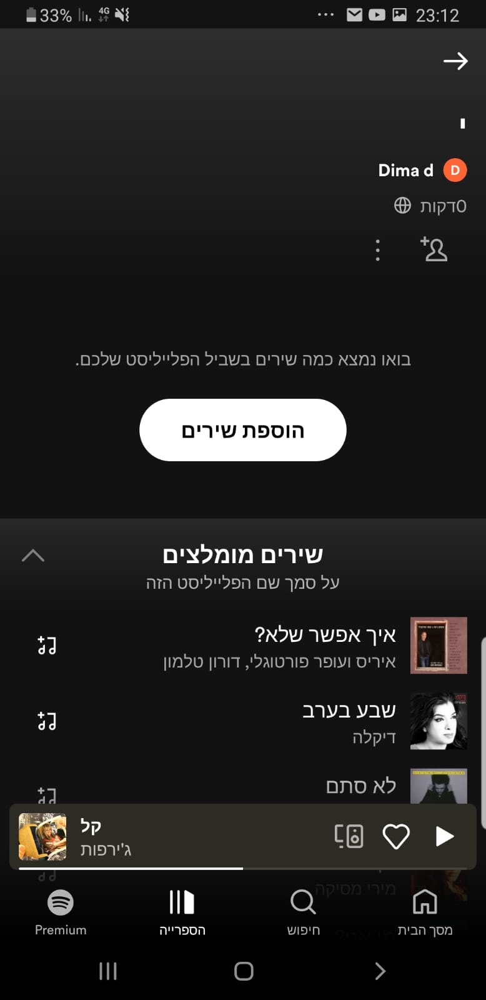 33%
4G
23:12
י
Dima d
D
0דקות
בואו נמצא כמה שירים בשביל הפלייליסט שלכם.
הוספת שירים
שירים מומלצים
על סמך שם הפלייליסט הזה
איך אפשר שלא?
איריס ועופר פורטוגלי, דורון טלמון
שבע בערב
דיקלה
לא סתם
קל
ג'ירפות
מירי מסיקה
מסך הבית
חיפוש
הספרייה
Premium